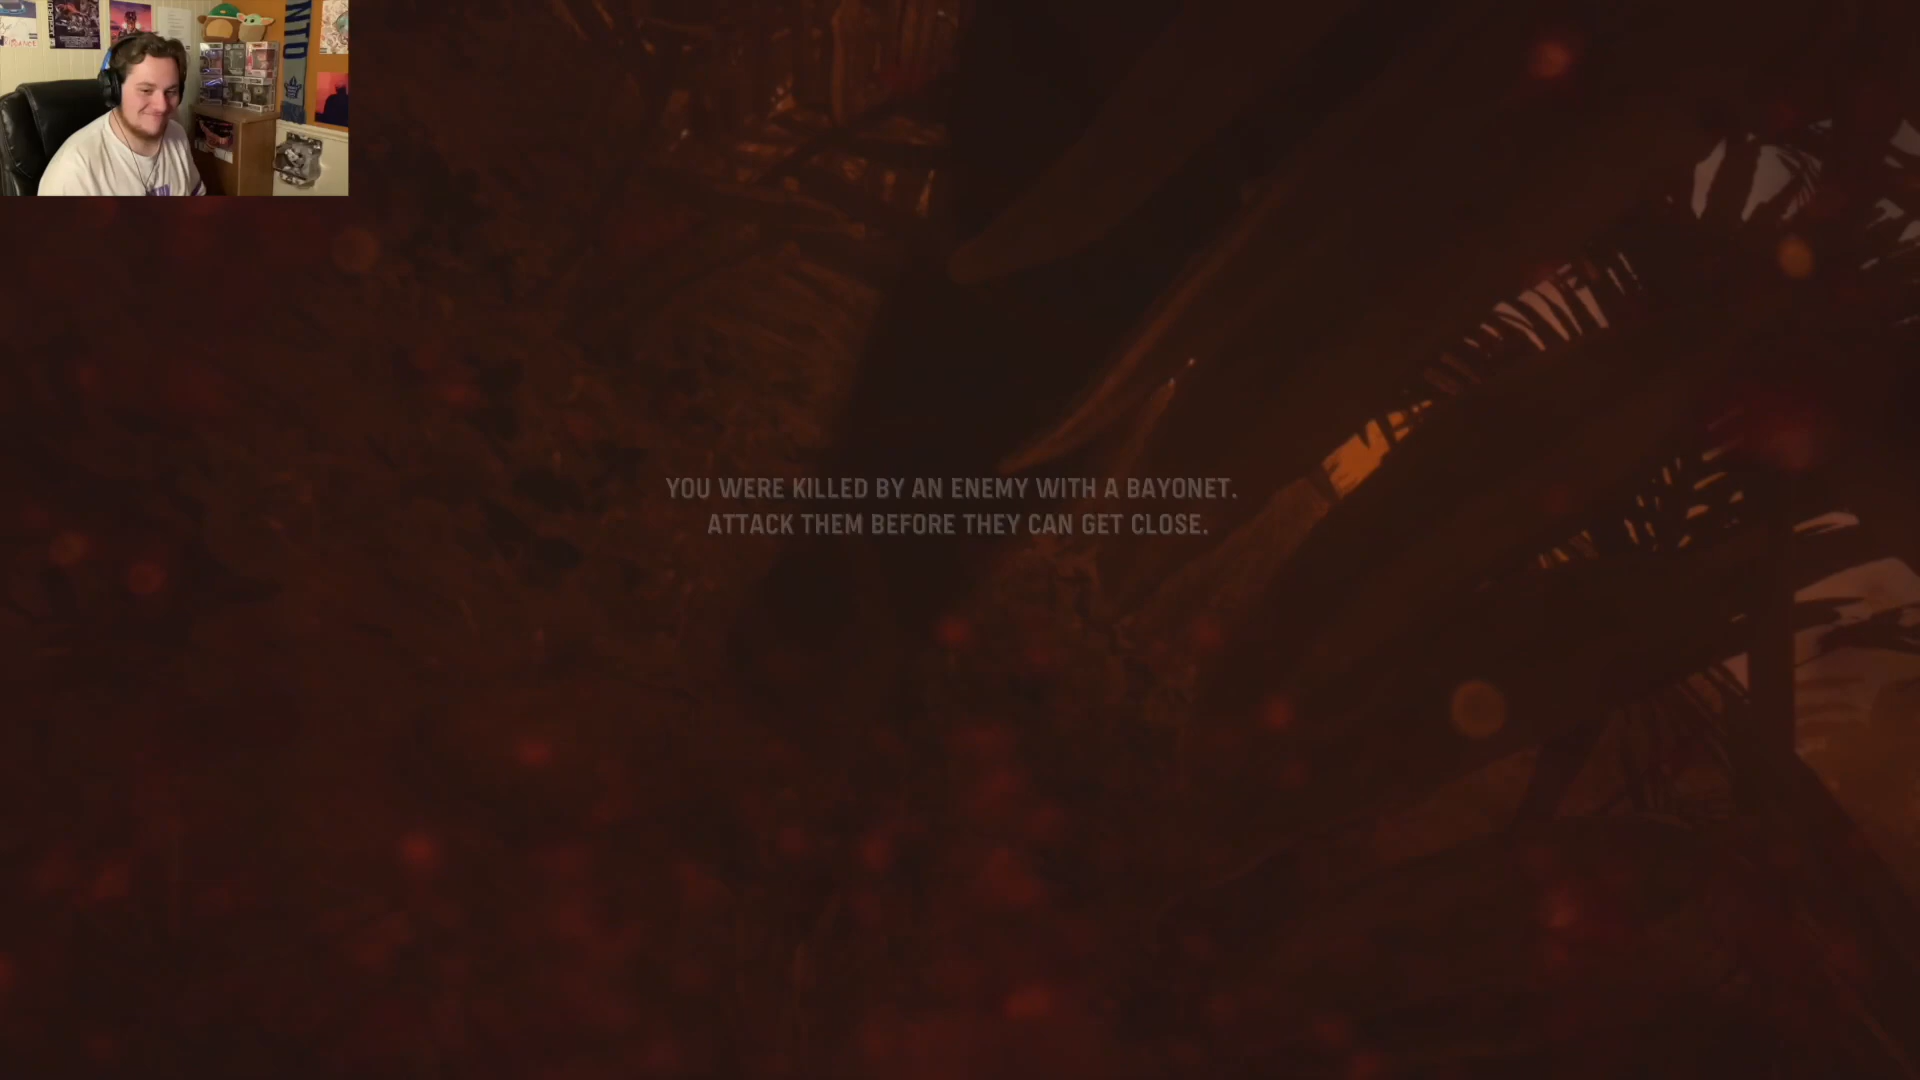 YOU WERE KILLED BY AN ENEMY WITH A BAYONET.
ATTACK THEM BEFORE THEY CAN GET CLOSE.